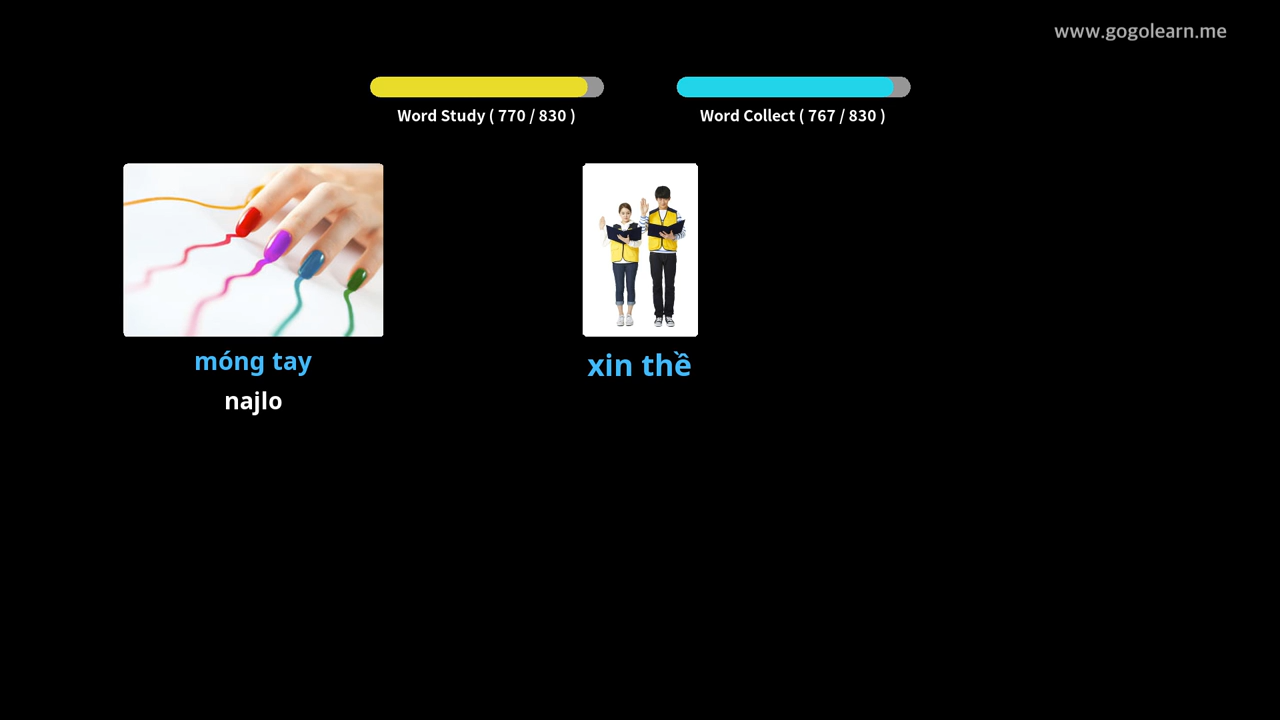 www.gogolearn.me
Word Study ( 770 / 830 )
Word Collect ( 767 / 830 )
móng tay
najlo
xin thề